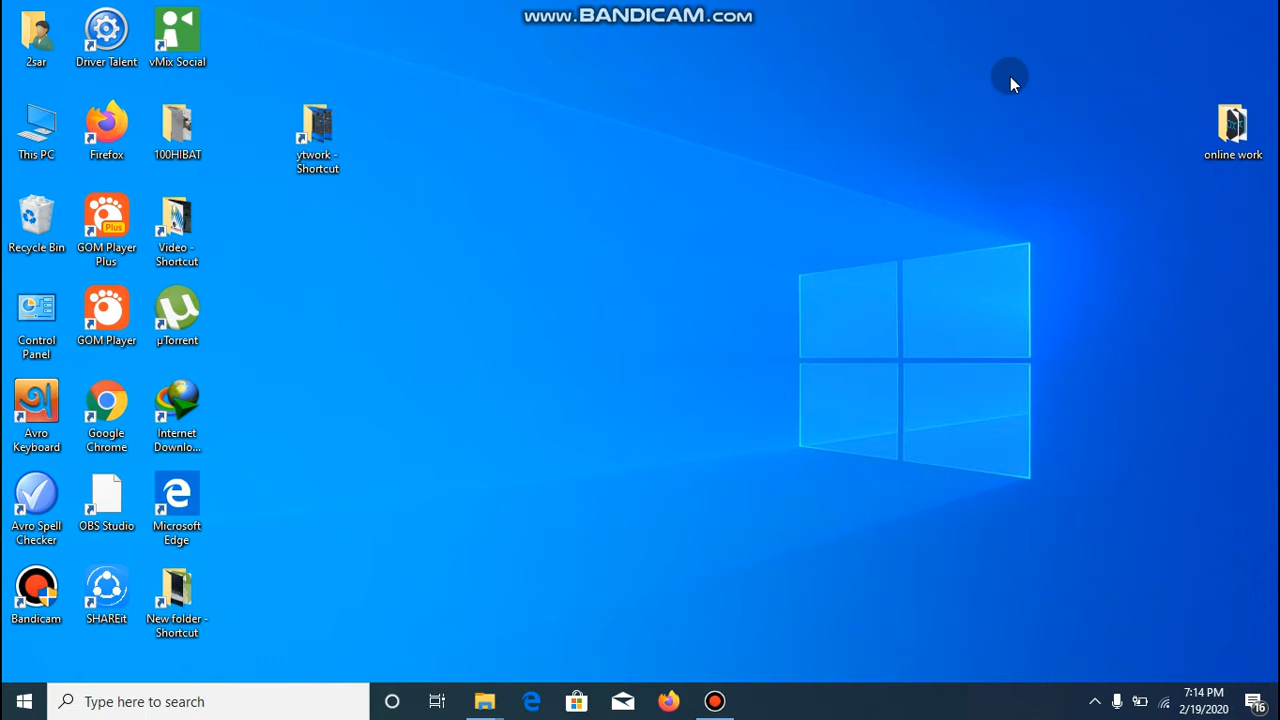 www.BANDICAM.com
2sar
Driver Talent
vMix Social
This PC
Firefox
100HIBAT
ytwork -
Shortcut
online work
Recycle Bin
GOM Player
Plus
Plus
Video -
Shortcut
Control
Panel
GOM Player
µTorrent
Avro
Keyboard
Google
Chrome
Internet
Downlo...
Avro Spell
Checker
OBS Studio
Microsoft
Edge
Bandicam
SHAREit
New folder -
Shortcut
Type here to search
7:14 PM
2/19/2020
16